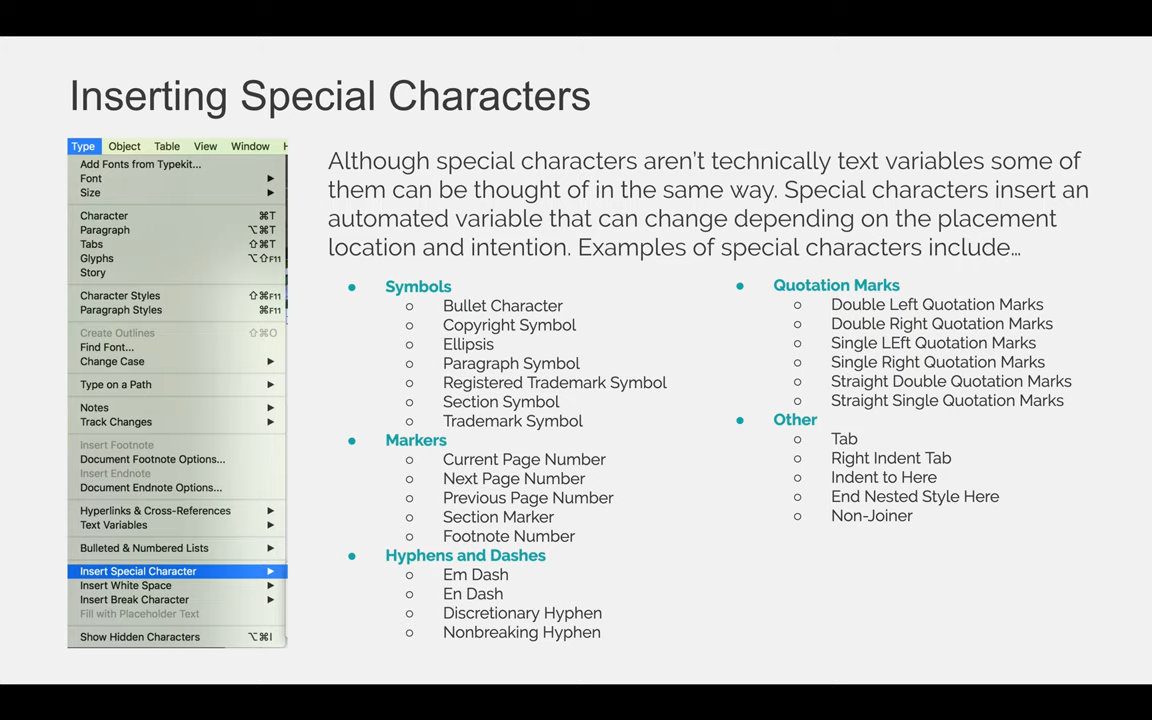 Inserting Special Characters
Type Object Table View Window H
Add Fonts from Typekit...
Font ▶
Size ▶
Character ⌘T
Paragraph ⌥⌘T
Tabs ⇧⌘T
Glyphs ⌥⇧F11
Story
Character Styles ⇧⌘F11
Paragraph Styles ⌘F11
Create Outlines ⇧⌘O
Find Font...
Change Case ▶
Type on a Path ▶
Notes ▶
Track Changes ▶
Insert Footnote
Document Footnote Options...
Insert Endnote
Document Endnote Options...
Hyperlinks & Cross-References ▶
Text Variables ▶
Bulleted & Numbered Lists ▶
Insert Special Character ▶
Insert White Space ▶
Insert Break Character ▶
Fill with Placeholder Text
Show Hidden Characters ⌥⌘I
Although special characters aren't technically text variables some of
them can be thought of in the same way. Special characters insert an
automated variable that can change depending on the placement
location and intention. Examples of special characters include…
● Symbols
○ Bullet Character
○ Copyright Symbol
○ Ellipsis
○ Paragraph Symbol
○ Registered Trademark Symbol
○ Section Symbol
○ Trademark Symbol
● Markers
○ Current Page Number
○ Next Page Number
○ Previous Page Number
○ Section Marker
○ Footnote Number
● Hyphens and Dashes
○ Em Dash
○ En Dash
○ Discretionary Hyphen
○ Nonbreaking Hyphen
● Quotation Marks
○ Double Left Quotation Marks
○ Double Right Quotation Marks
○ Single LEft Quotation Marks
○ Single Right Quotation Marks
○ Straight Double Quotation Marks
○ Straight Single Quotation Marks
● Other
○ Tab
○ Right Indent Tab
○ Indent to Here
○ End Nested Style Here
○ Non-Joiner